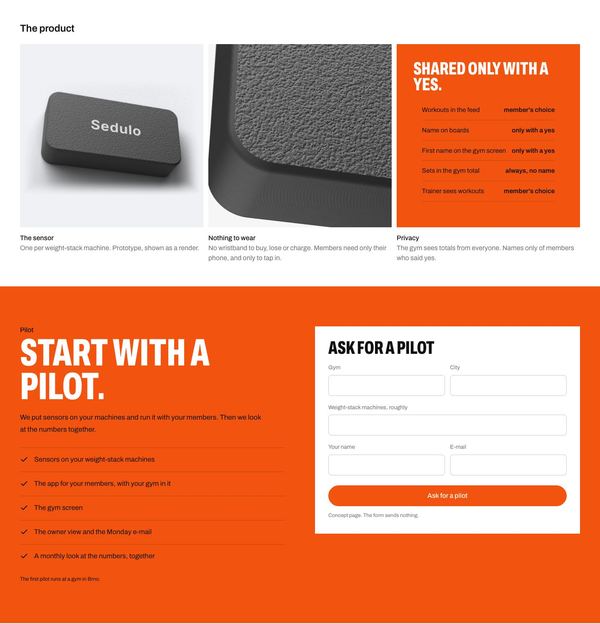 The product
Sedulo
SHARED ONLY WITH A
YES.
Workouts in the feed member's choice
Name on boards only with a yes
First name on the gym screen only with a yes
Sets in the gym total always, no name
Trainer sees workouts member's choice
The sensor
One per weight-stack machine. Prototype, shown as a render.
Nothing to wear
No wristband to buy, lose or charge. Members need only their
phone, and only to tap in.
Privacy
The gym sees totals from everyone. Names only of members
who said yes.
Pilot
START WITH A
PILOT.
We put sensors on your machines and run it with your members. Then we look
at the numbers together.
Sensors on your weight-stack machines
The app for your members, with your gym in it
The gym screen
The owner view and the Monday e-mail
A monthly look at the numbers, together
The first pilot runs at a gym in Brno.
ASK FOR A PILOT
Gym City
Weight-stack machines, roughly
Your name E-mail
Ask for a pilot
Concept page. The form sends nothing.